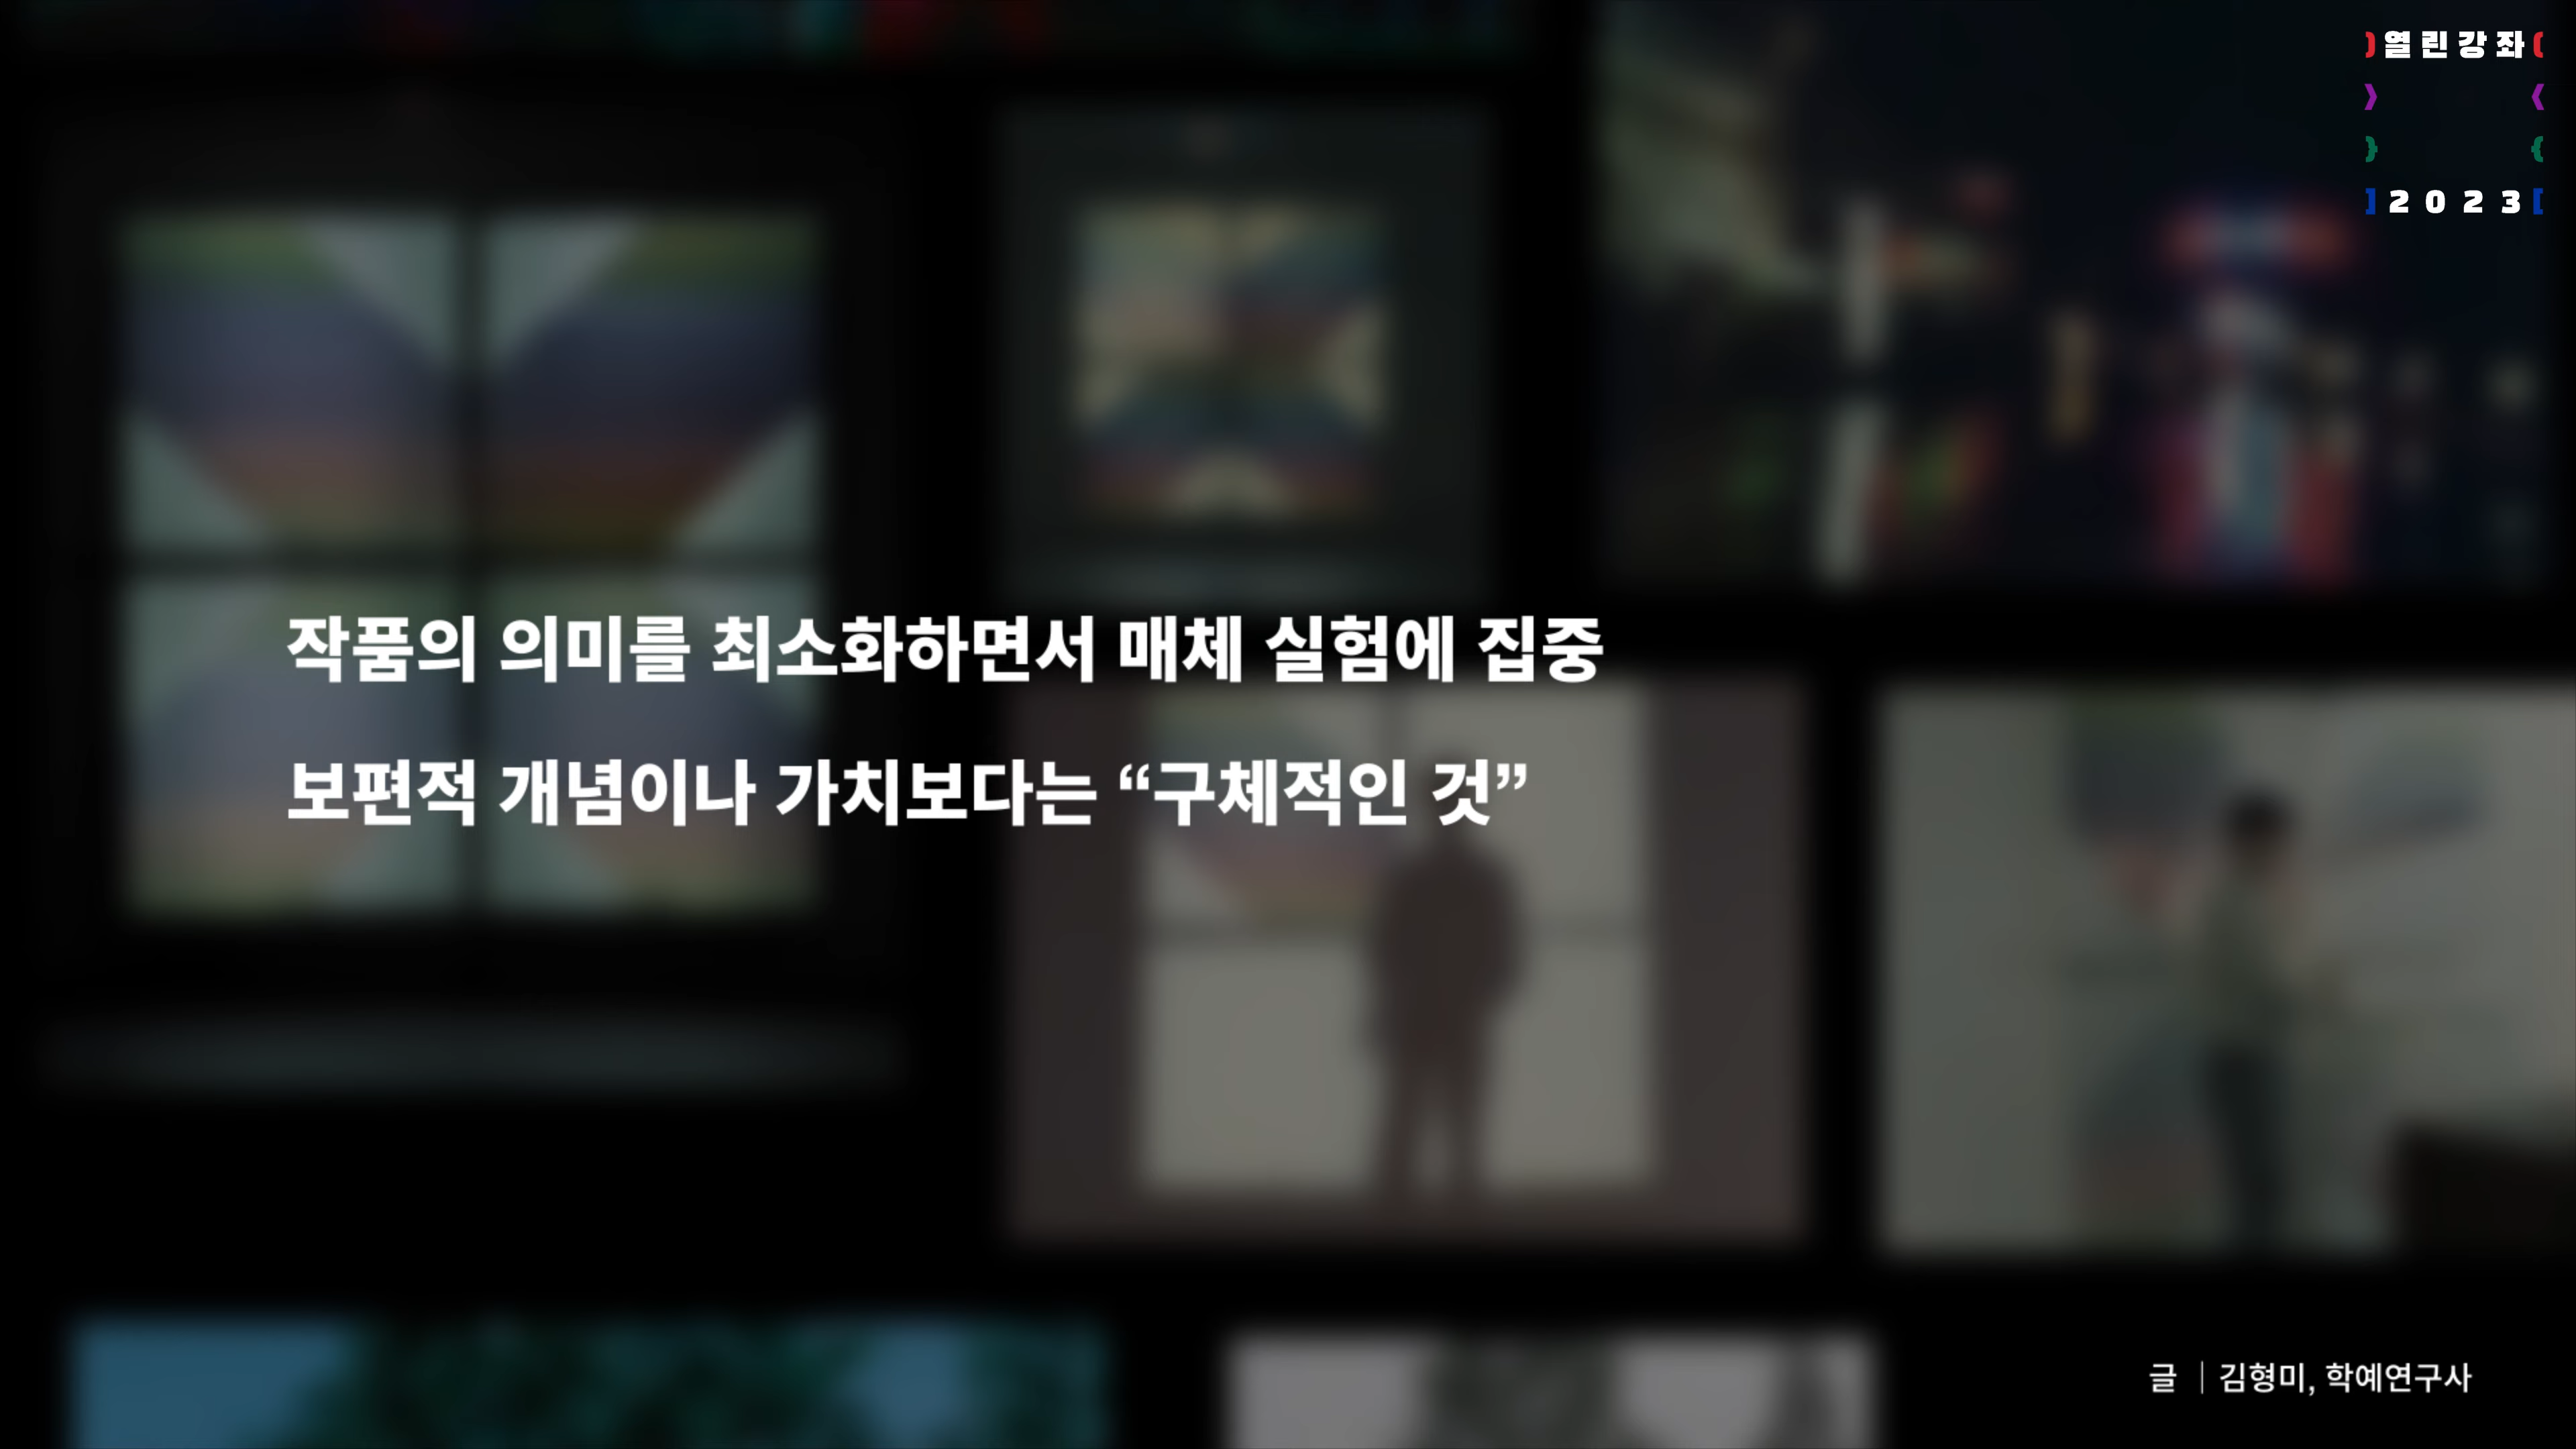 열린강좌
2023
작품의 의미를 최소화하면서 매체 실험에 집중
보편적 개념이나 가치보다는 “구체적인 것”
글 | 김형미, 학예연구사